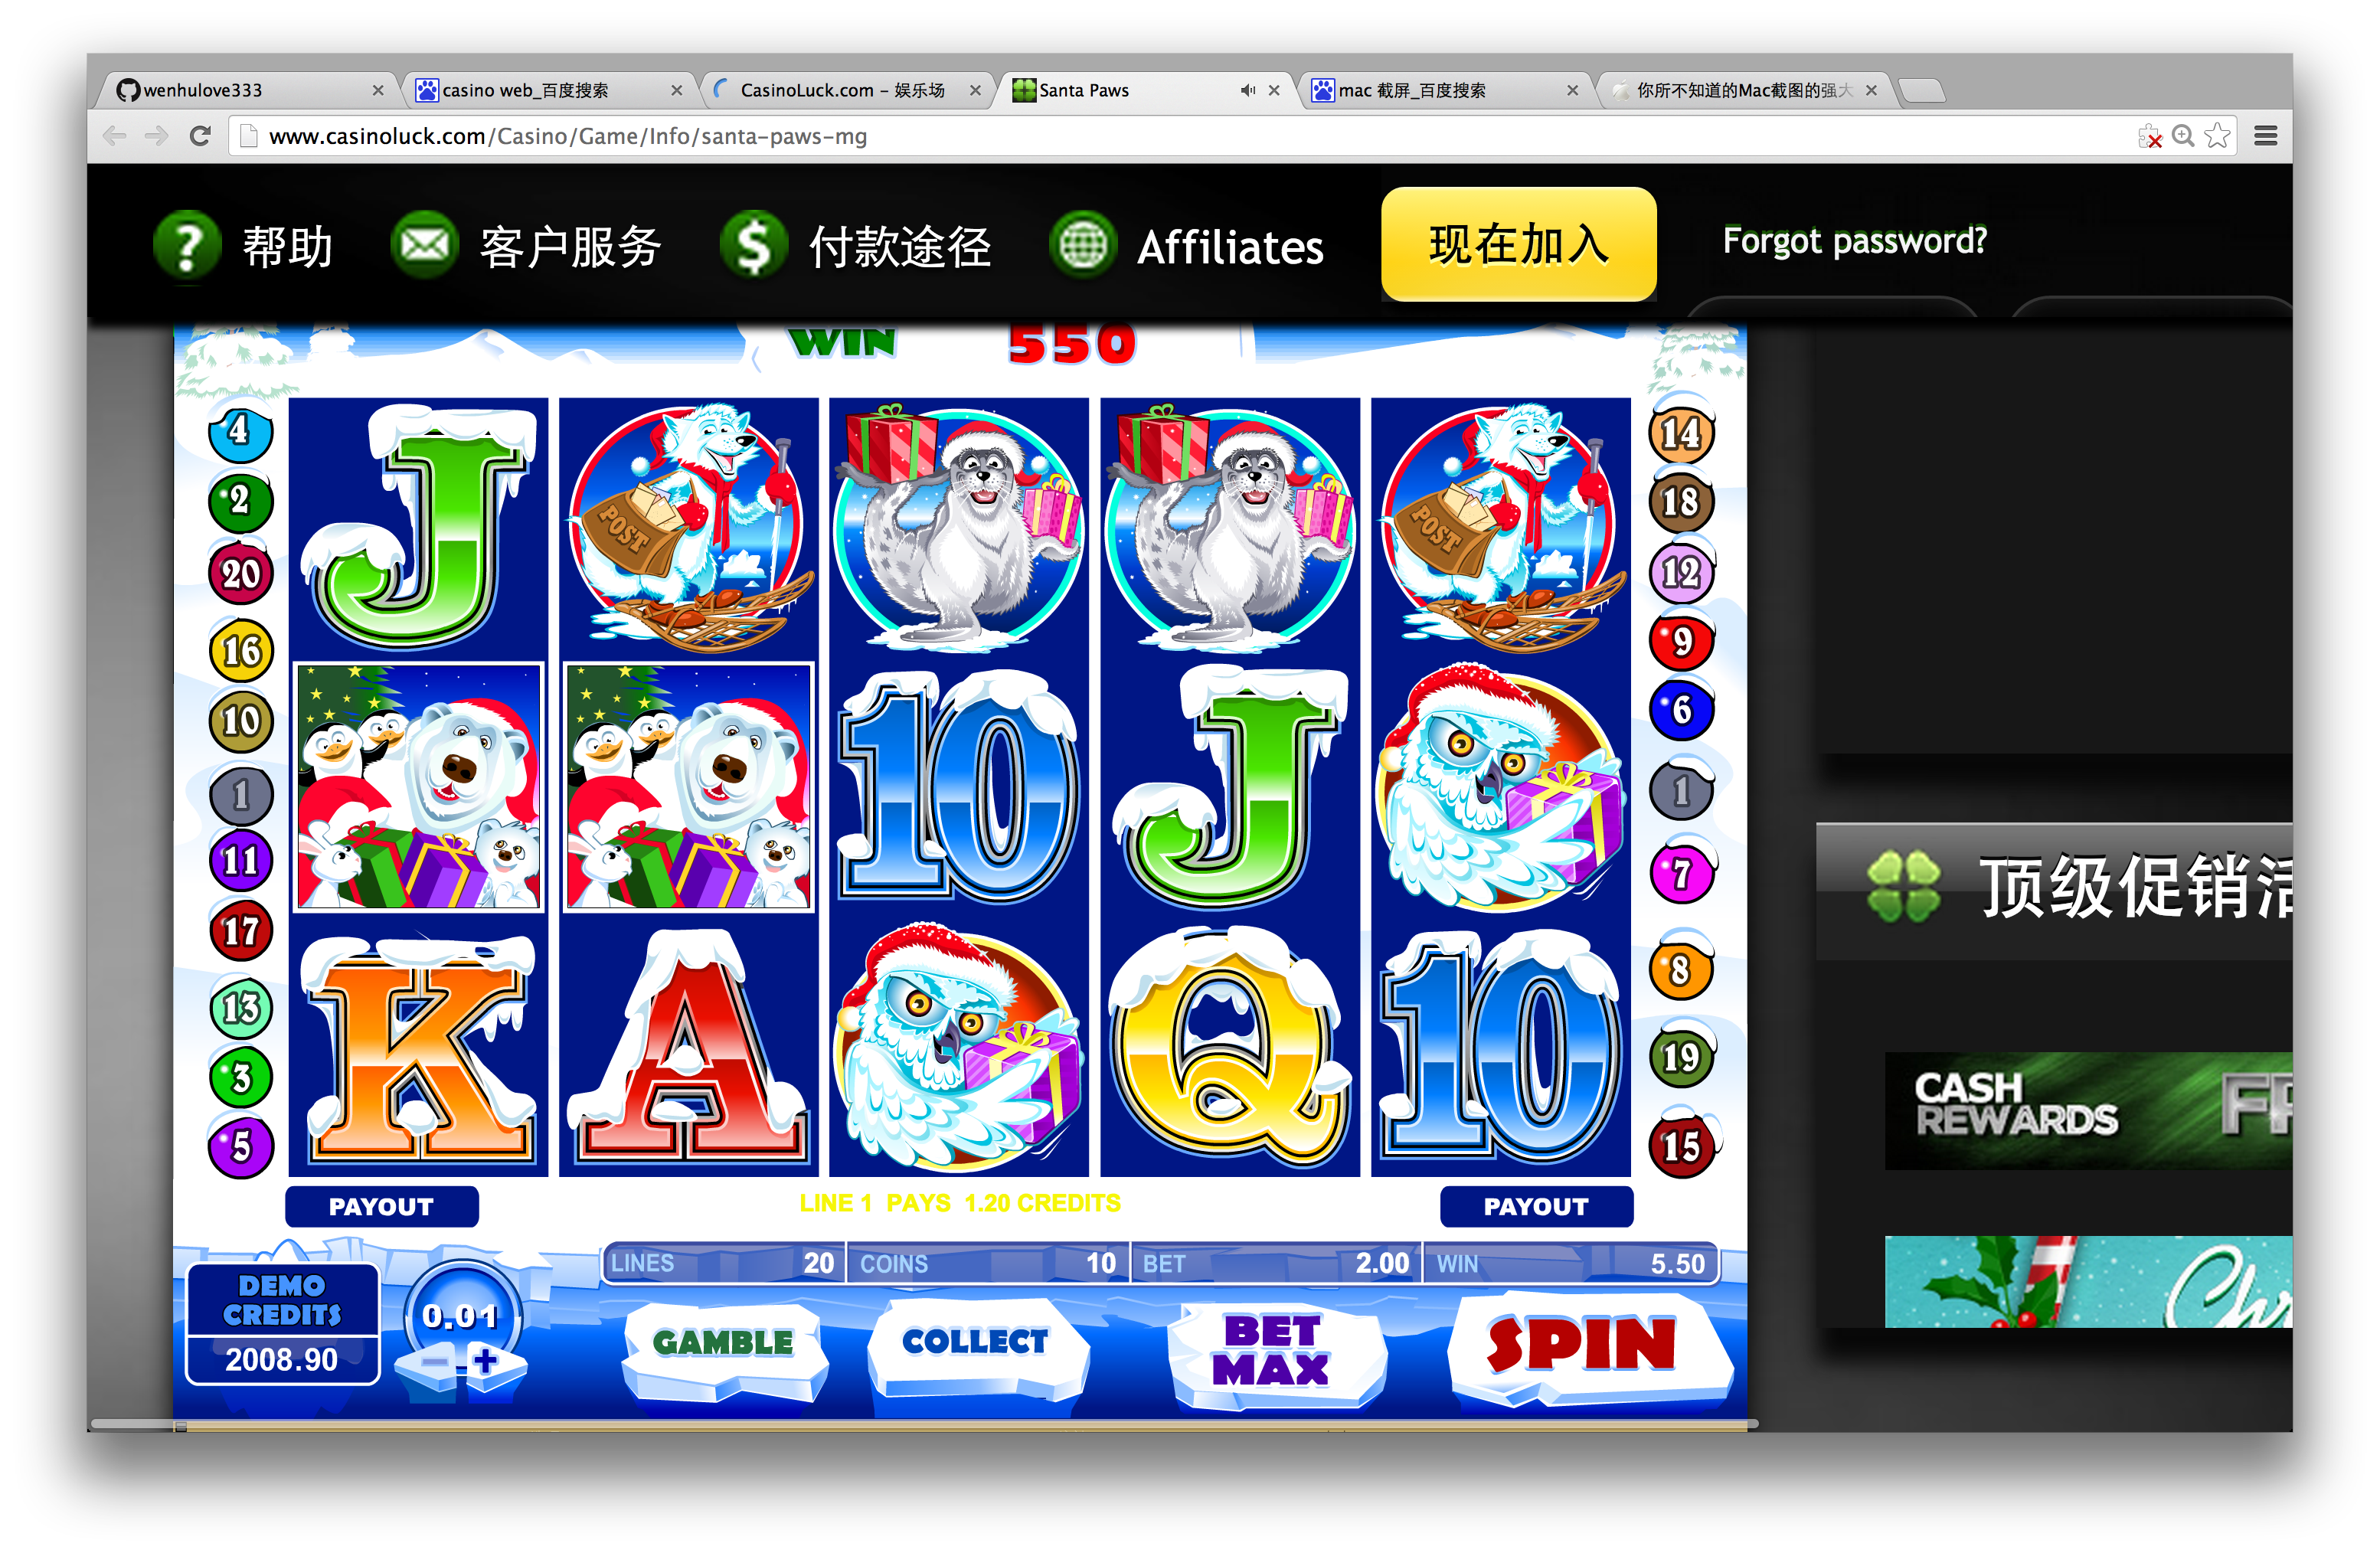 wenhulove333
casino web_百度搜索
CasinoLuck.com – 娱乐场
Santa Paws
mac 截屏_百度搜索
你所不知道的Mac截图的强大
www.casinoluck.com/Casino/Game/Info/santa-paws-mg
帮助
客户服务
付款途径
Affiliates
现在加入
Forgot password?
WIN 550
4
2
20
16
10
1
11
17
13
3
5
J
POST
POST
10
J
K
A
Q
10
14
18
12
9
6
1
7
8
19
15
PAYOUT
LINE 1 PAYS 1.20 CREDITS
PAYOUT
LINES 20
COINS 10
BET 2.00
WIN 5.50
DEMO
CREDITS
2008.90
0.01
GAMBLE
COLLECT
BET
MAX
SPIN
顶级促销
CASH
REWARDS